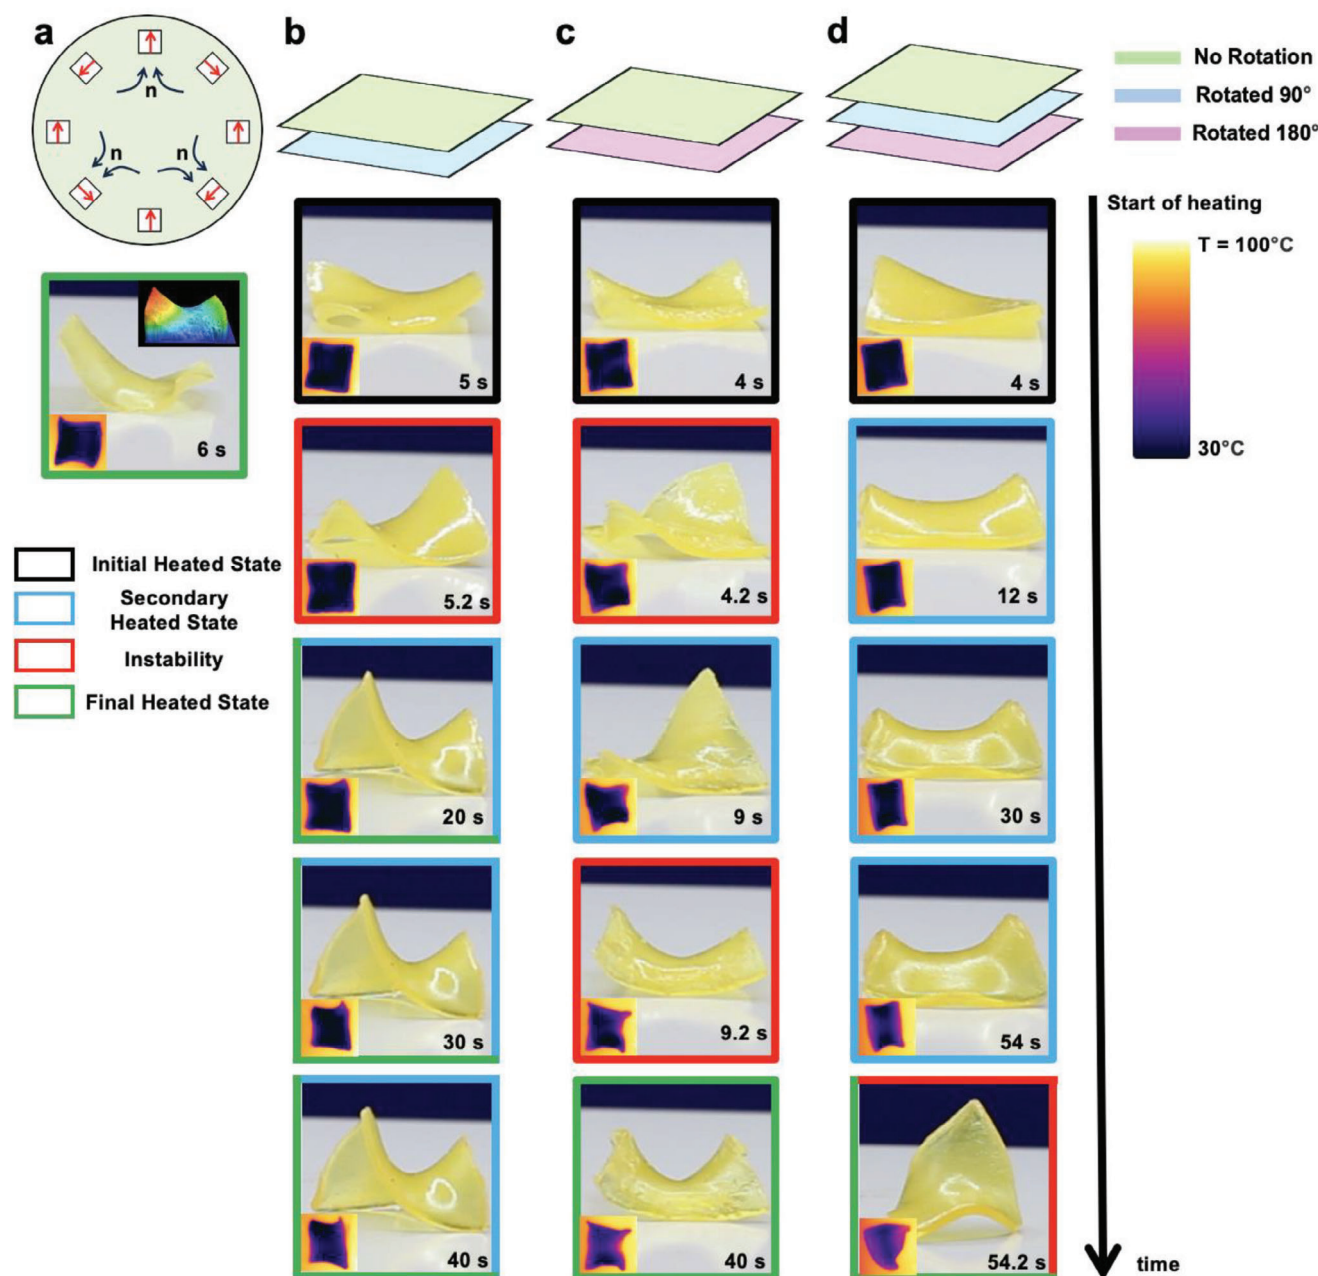 a
n
n
n
6 s
Initial Heated State
Secondary
Heated State
Instability
Final Heated State
b
5 s
5.2 s
20 s
30 s
40 s
c
4 s
4.2 s
9 s
9.2 s
40 s
d
4 s
12 s
30 s
54 s
54.2 s
No Rotation
Rotated 90°
Rotated 180°
Start of heating
T = 100°C
30°C
time